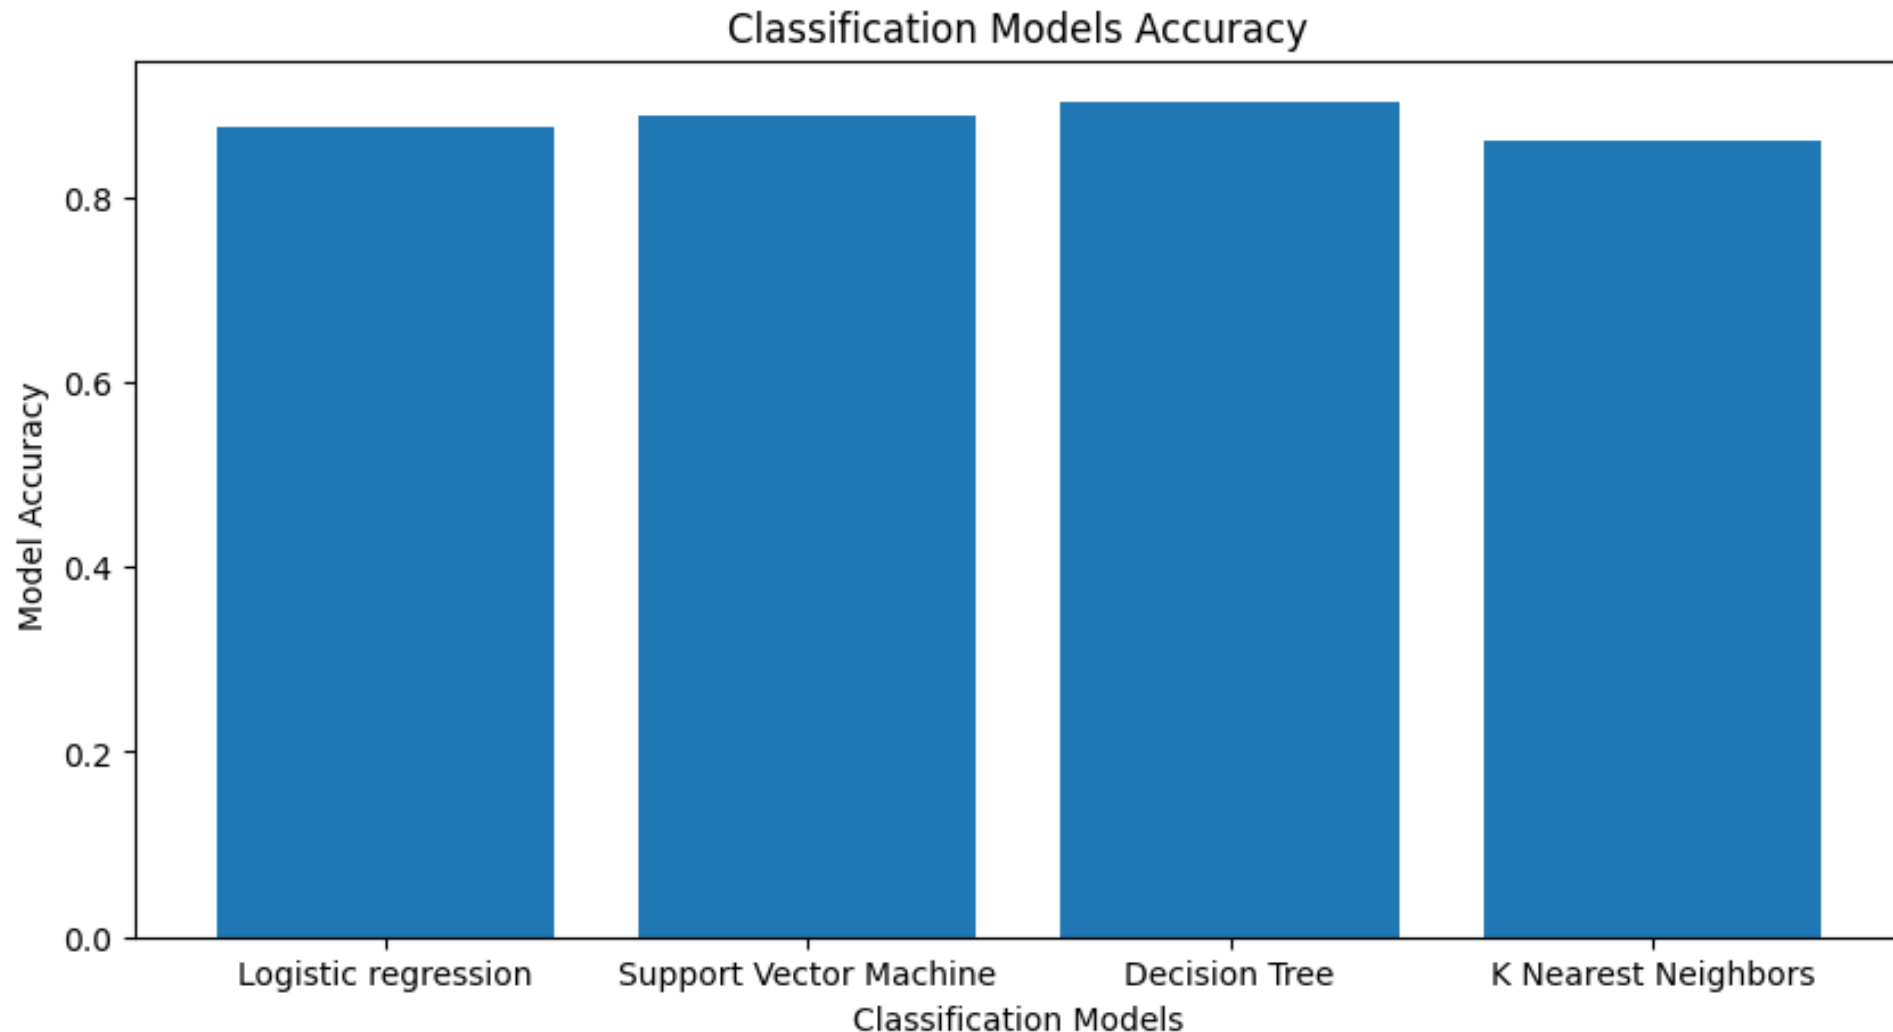 Classification Models Accuracy
Model Accuracy
0.8
0.6
0.4
0.2
0.0
Logistic regression
Support Vector Machine
Decision Tree
K Nearest Neighbors
Classification Models